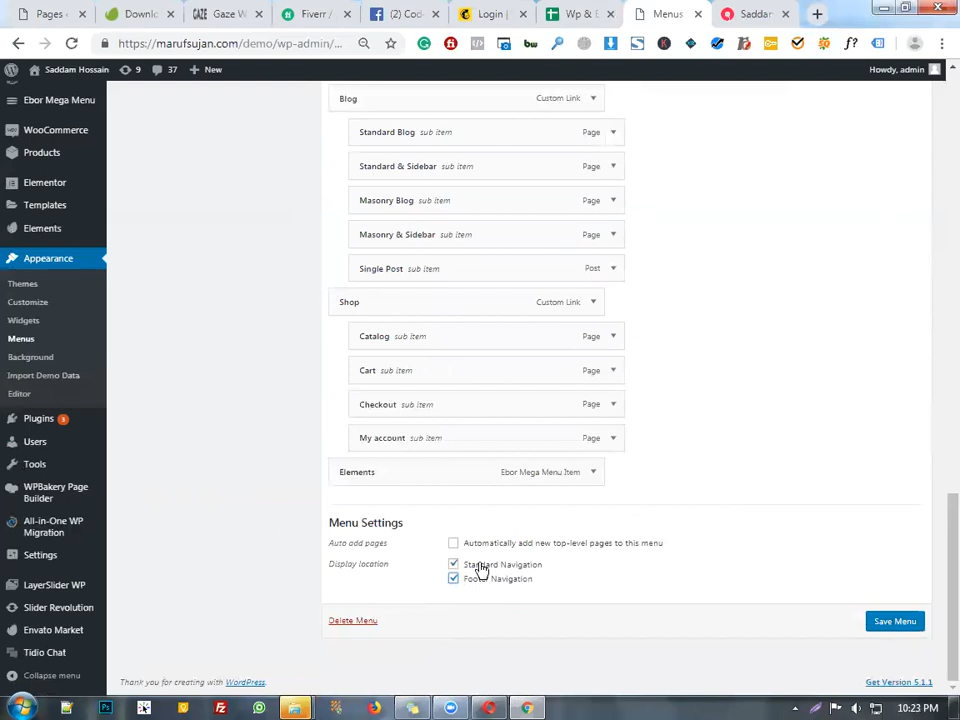 Pages
Downl
GAZE Gaze W
Fiverr /
(2) Co
Login |
Wp & E
Menus
Saddar
https://marufsujan.com/demo/wp-admin/...
Saddam Hossain 9 37 New
Howdy, admin
Ebor Mega Menu
WooCommerce
Products
Elementor
Templates
Elements
Appearance
Themes
Customize
Widgets
Menus
Background
Import Demo Data
Editor
Plugins 3
Users
Tools
WPBakery Page
Builder
All-in-One WP
Migration
Settings
LayerSlider WP
Slider Revolution
Envato Market
Tidio Chat
Collapse menu
Blog Custom Link
Standard Blog sub item Page
Standard & Sidebar sub item Page
Masonry Blog sub item Page
Masonry & Sidebar sub item Page
Single Post sub item Post
Shop Custom Link
Catalog sub item Page
Cart sub item Page
Checkout sub item Page
My account sub item Page
Elements Ebor Mega Menu Item
Menu Settings
Auto add pages Automatically add new top-level pages to this menu
Display location Standard Navigation
Footer Navigation
Delete Menu Save Menu
Thank you for creating with WordPress. Get Version 5.1.1
10:23 PM